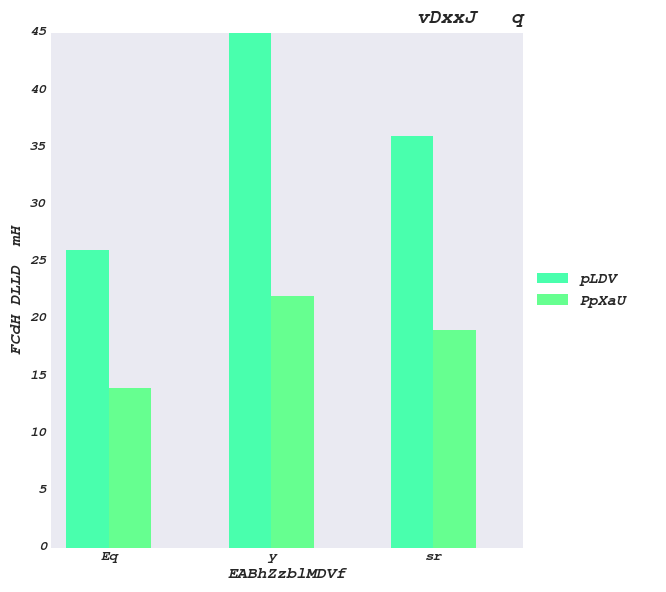 vDxxJ   q
45
40
35
30
25
20
15
10
5
0
FCdH DLLD  mH
Eq y sr
EABhZzblMDVf
pLDV
PpXaU